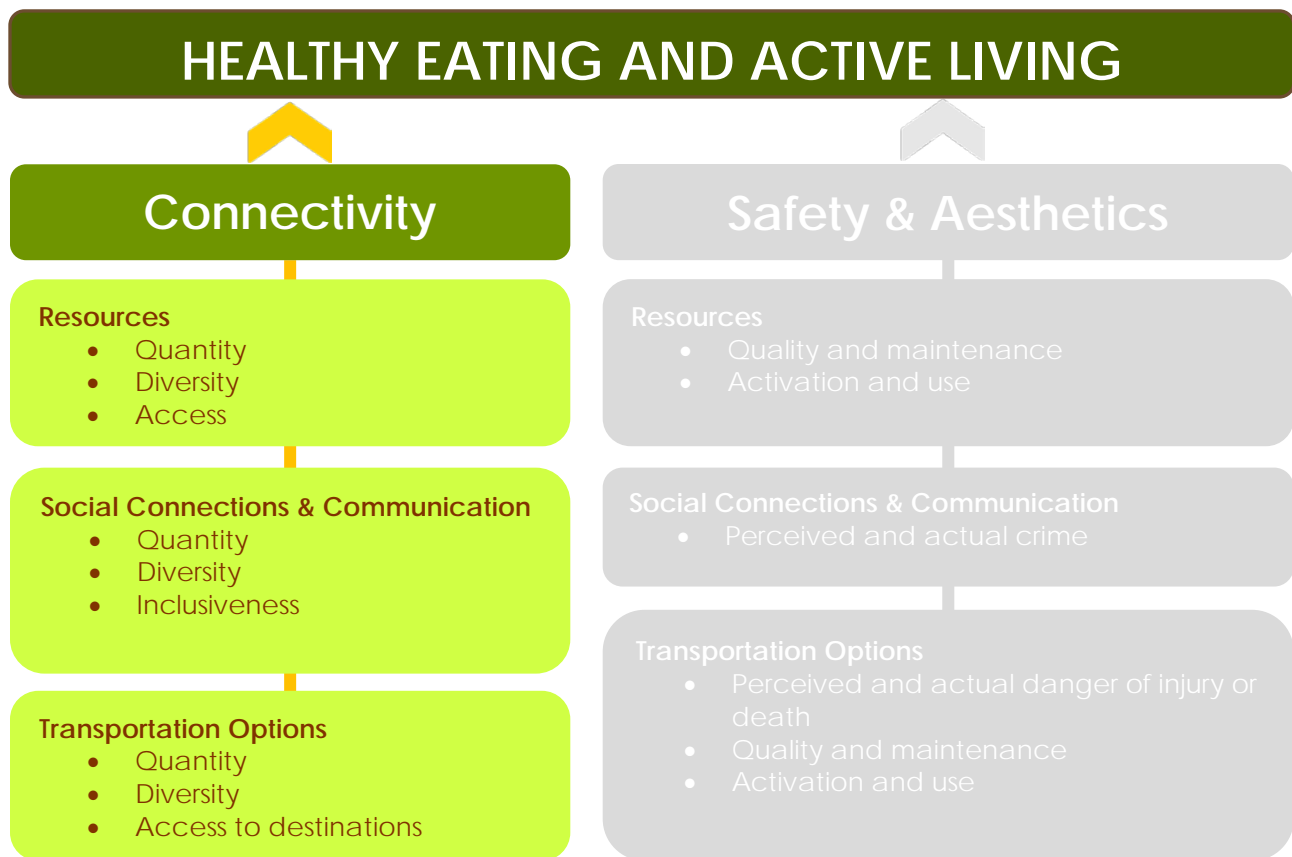 HEALTHY EATING AND ACTIVE LIVING
Connectivity
Resources
• Quantity
• Diversity
• Access
Social Connections & Communication
• Quantity
• Diversity
• Inclusiveness
Transportation Options
• Quantity
• Diversity
• Access to destinations
Safety & Aesthetics
Resources
• Quality and maintenance
• Activation and use
Social Connections & Communication
• Perceived and actual crime
Transportation Options
• Perceived and actual danger of injury or
death
• Quality and maintenance
• Activation and use